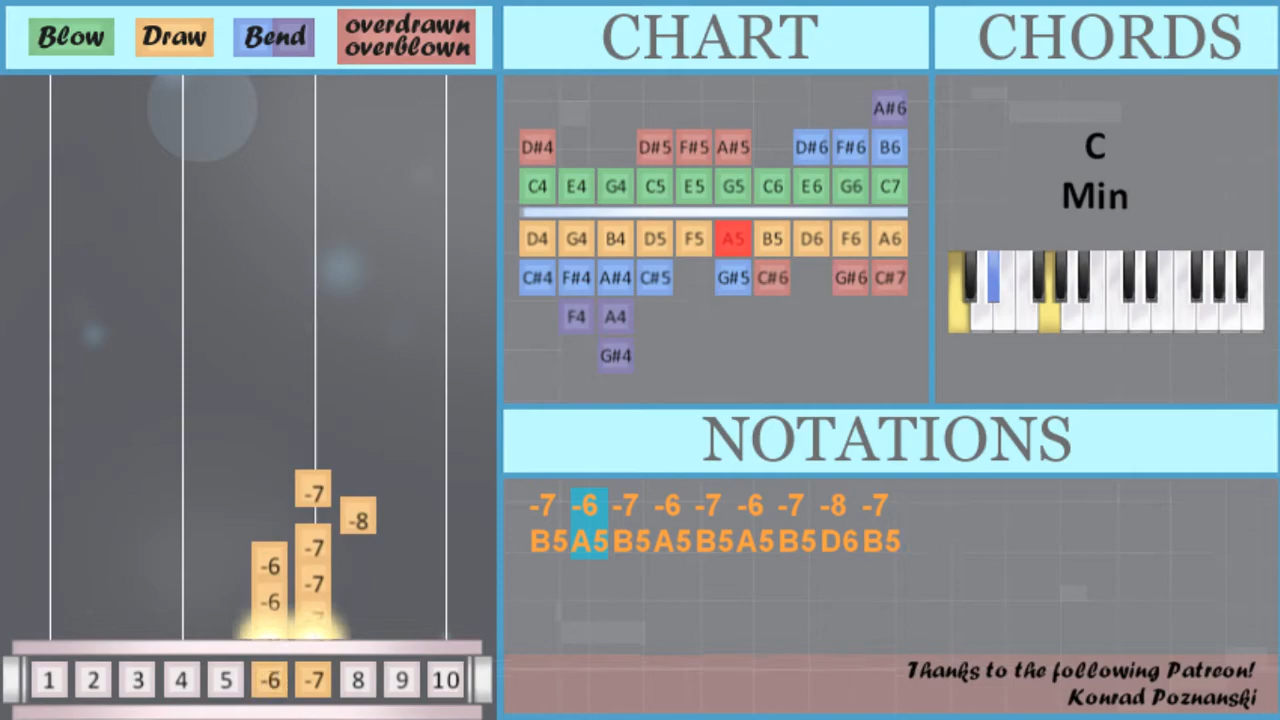 Blow Draw Bend overdrawn
overblown
CHART
CHORDS
A#6
D#4 D#5 F#5 A#5 D#6 F#6 B6
C4 E4 G4 C5 E5 G5 C6 E6 G6 C7
D4 G4 B4 D5 F5 A5 B5 D6 F6 A6
C#4 F#4 A#4 C#5 G#5 C#6 G#6 C#7
F4 A4
G#4
C
Min
NOTATIONS
-7 -6 -7 -6 -7 -6 -7 -8 -7
B5 A5 B5 A5 B5 A5 B5 D6 B5
-7
-8
-7
-6
-7
-6
1 2 3 4 5 -6 -7 8 9 10
Thanks to the following Patreon!
Konrad Poznanski